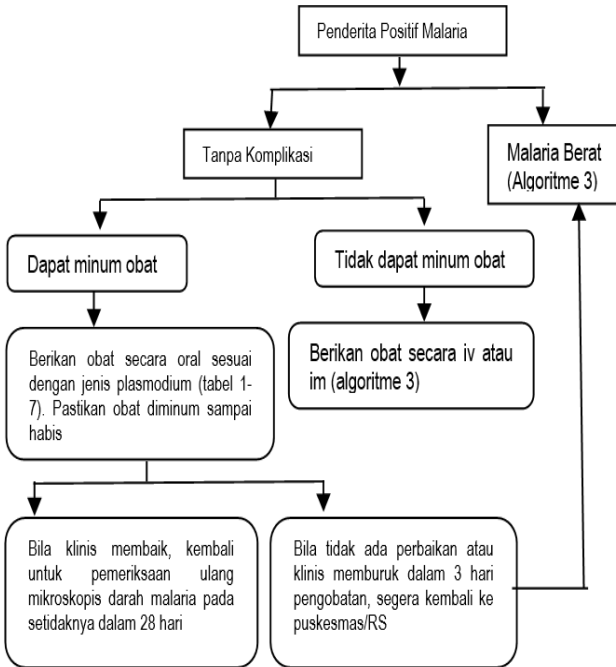 Penderita Positif Malaria
Tanpa Komplikasi
Malaria Berat
(Algoritme 3)
Dapat minum obat
Tidak dapat minum obat
Berikan obat secara oral sesuai
dengan jenis plasmodium (tabel 1-
7). Pastikan obat diminum sampai
habis
Berikan obat secara iv atau
im (algoritme 3)
Bila klinis membaik, kembali
untuk pemeriksaan ulang
mikroskopis darah malaria pada
setidaknya dalam 28 hari
Bila tidak ada perbaikan atau
klinis memburuk dalam 3 hari
pengobatan, segera kembali ke
puskesmas/RS